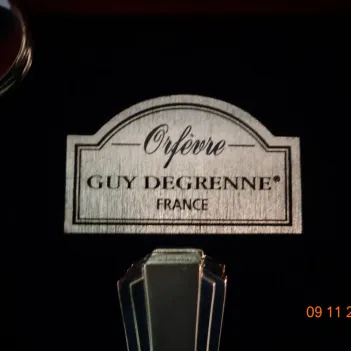 Orfèvre
GUY DEGRENNE®
FRANCE
09 11 2